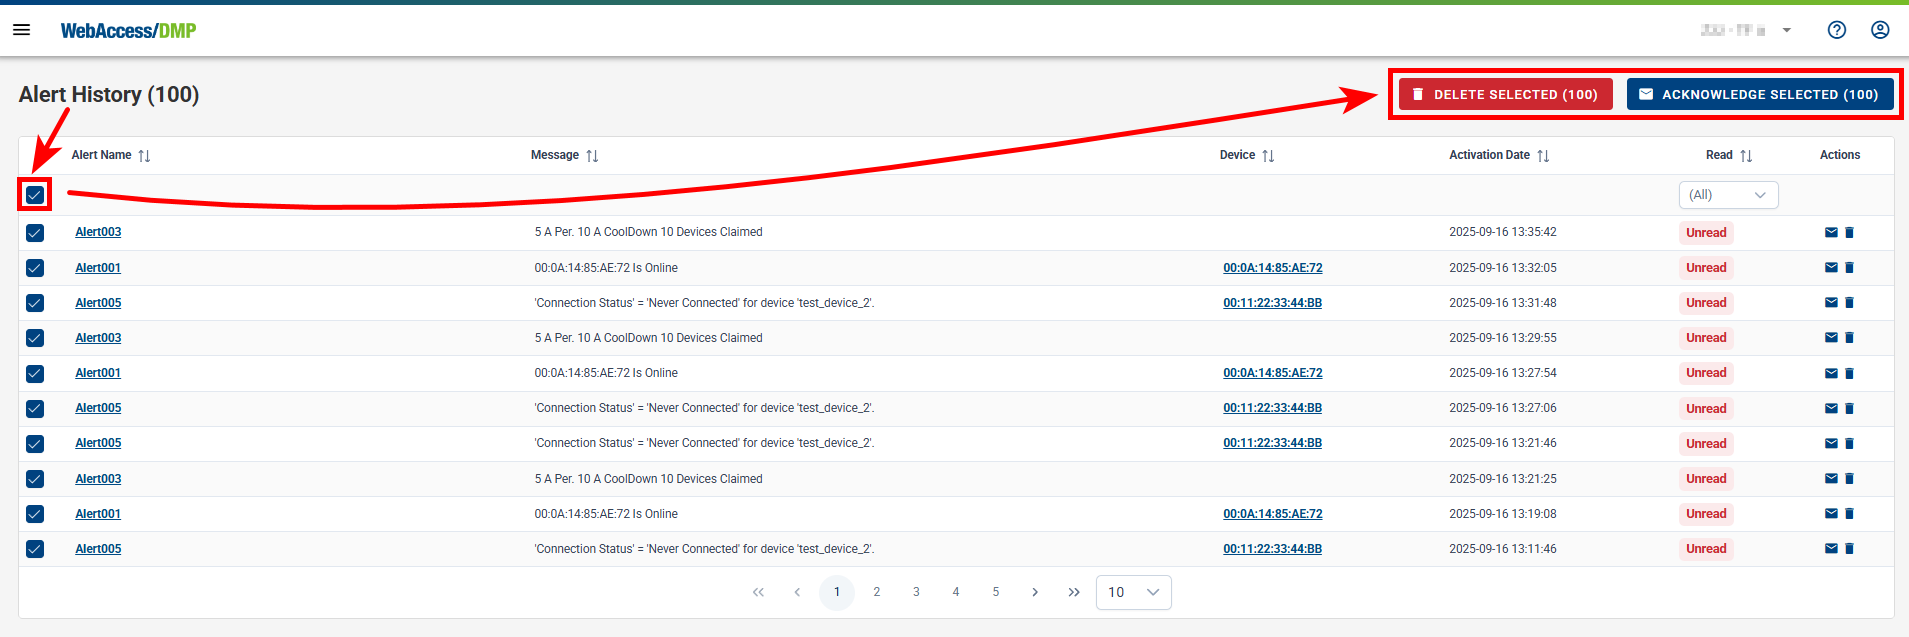 WebAccess/DMP
Alert History (100)
DELETE SELECTED (100) ACKNOWLEDGE SELECTED (100)
Alert Name Message Device Activation Date Read Actions
(All)
Alert003 5 A Per. 10 A CoolDown 10 Devices Claimed 2025-09-16 13:35:42 Unread
Alert001 00:0A:14:85:AE:72 Is Online 00:0A:14:85:AE:72 2025-09-16 13:32:05 Unread
Alert005 'Connection Status' = 'Never Connected' for device 'test_device_2'. 00:11:22:33:44:BB 2025-09-16 13:31:48 Unread
Alert003 5 A Per. 10 A CoolDown 10 Devices Claimed 2025-09-16 13:29:55 Unread
Alert001 00:0A:14:85:AE:72 Is Online 00:0A:14:85:AE:72 2025-09-16 13:27:54 Unread
Alert005 'Connection Status' = 'Never Connected' for device 'test_device_2'. 00:11:22:33:44:BB 2025-09-16 13:27:06 Unread
Alert005 'Connection Status' = 'Never Connected' for device 'test_device_2'. 00:11:22:33:44:BB 2025-09-16 13:21:46 Unread
Alert003 5 A Per. 10 A CoolDown 10 Devices Claimed 2025-09-16 13:21:25 Unread
Alert001 00:0A:14:85:AE:72 Is Online 00:0A:14:85:AE:72 2025-09-16 13:19:08 Unread
Alert005 'Connection Status' = 'Never Connected' for device 'test_device_2'. 00:11:22:33:44:BB 2025-09-16 13:11:46 Unread
1 2 3 4 5 10